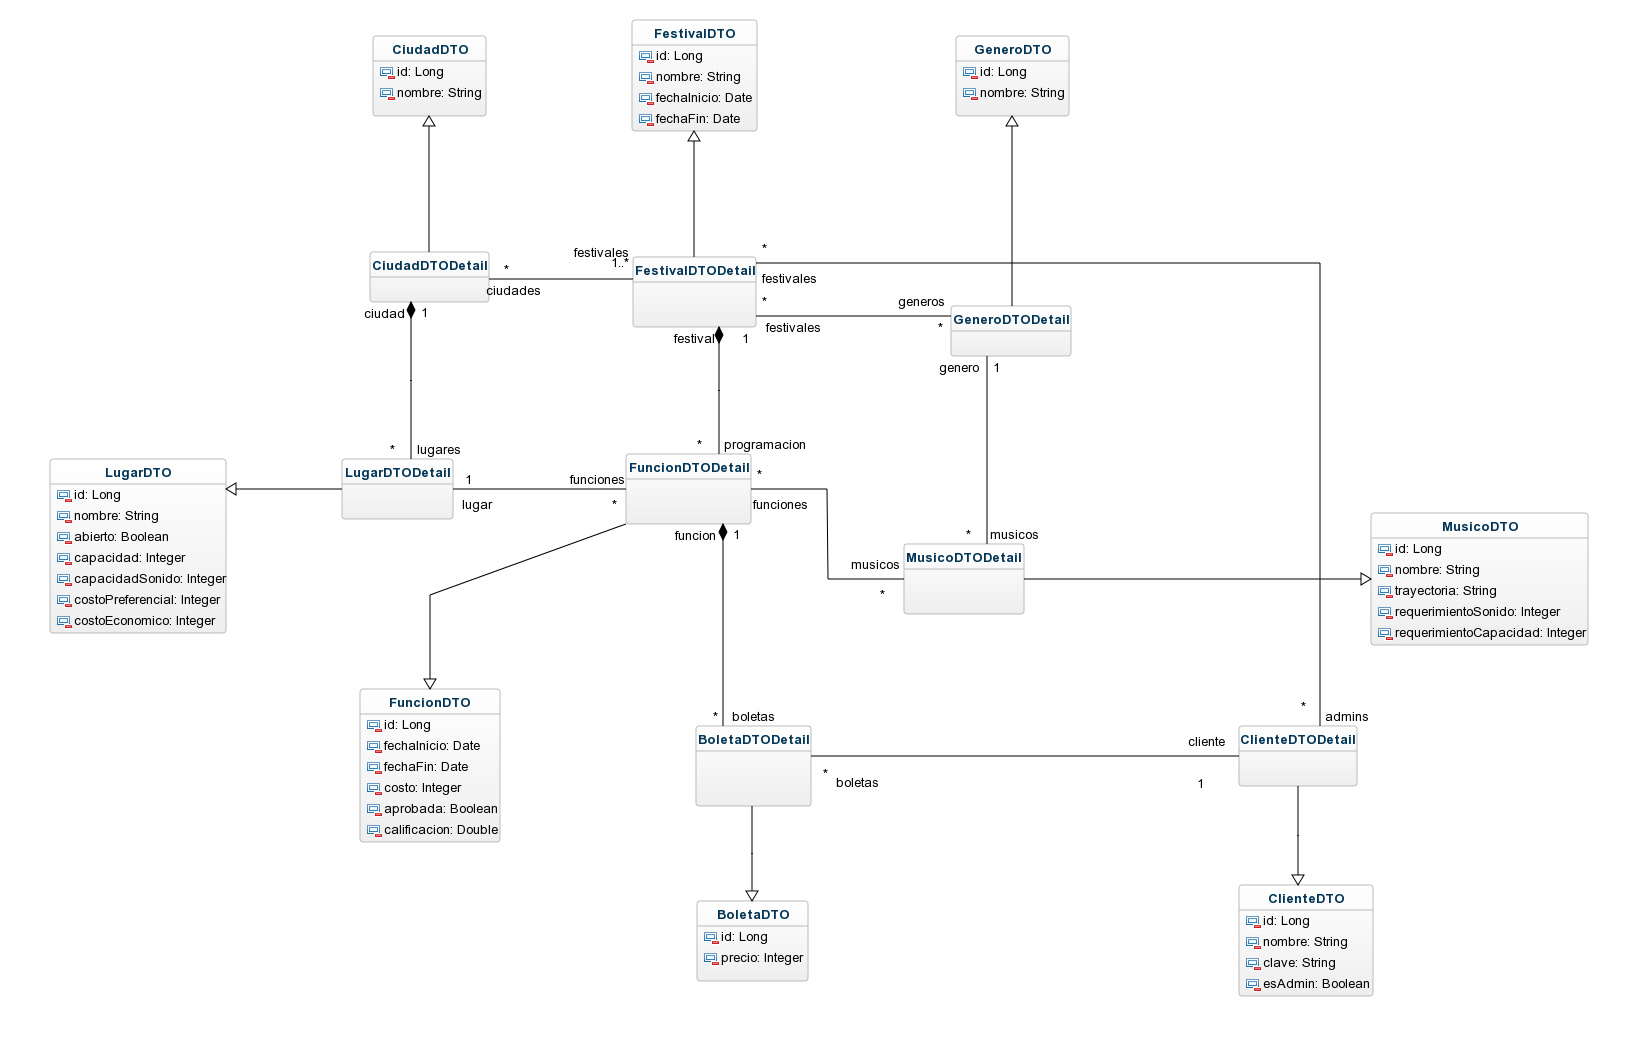 CiudadDTO
id: Long
nombre: String
FestivalDTO
id: Long
nombre: String
fechaInicio: Date
fechaFin: Date
GeneroDTO
id: Long
nombre: String
CiudadDTODetail
* 
ciudades
ciudad 1
festivales
1..*
FestivalDTODetail
*
festivales
*
festivales
festival 1
generos
*
GeneroDTODetail
genero 1
* lugares
* programacion
LugarDTO
id: Long
nombre: String
abierto: Boolean
capacidad: Integer
capacidadSonido: Integer
costoPreferencial: Integer
costoEconomico: Integer
LugarDTODetail
1
lugar
funciones
*
FuncionDTODetail
*
funciones
funcion 1
* musicos
musicos
*
MusicoDTODetail
MusicoDTO
id: Long
nombre: String
trayectoria: String
requerimientoSonido: Integer
requerimientoCapacidad: Integer
FuncionDTO
id: Long
fechaInicio: Date
fechaFin: Date
costo: Integer
aprobada: Boolean
calificacion: Double
* boletas
BoletaDTODetail
*
boletas
cliente
1
*
admins
ClienteDTODetail
BoletaDTO
id: Long
precio: Integer
ClienteDTO
id: Long
nombre: String
clave: String
esAdmin: Boolean